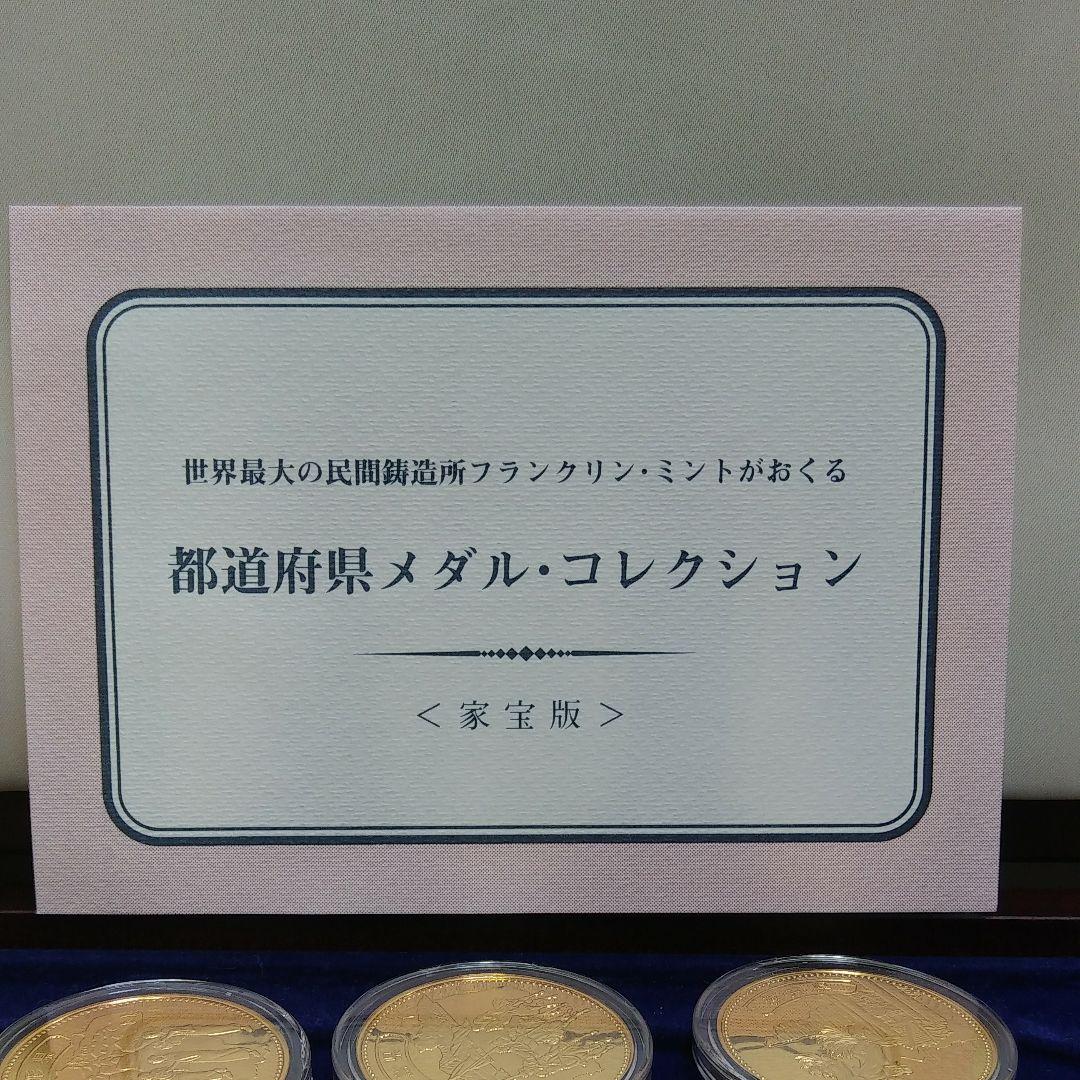 世界最大の民間鋳造所フランクリン・ミントがおくる
都道府県メダル・コレクション
＜家宝版＞